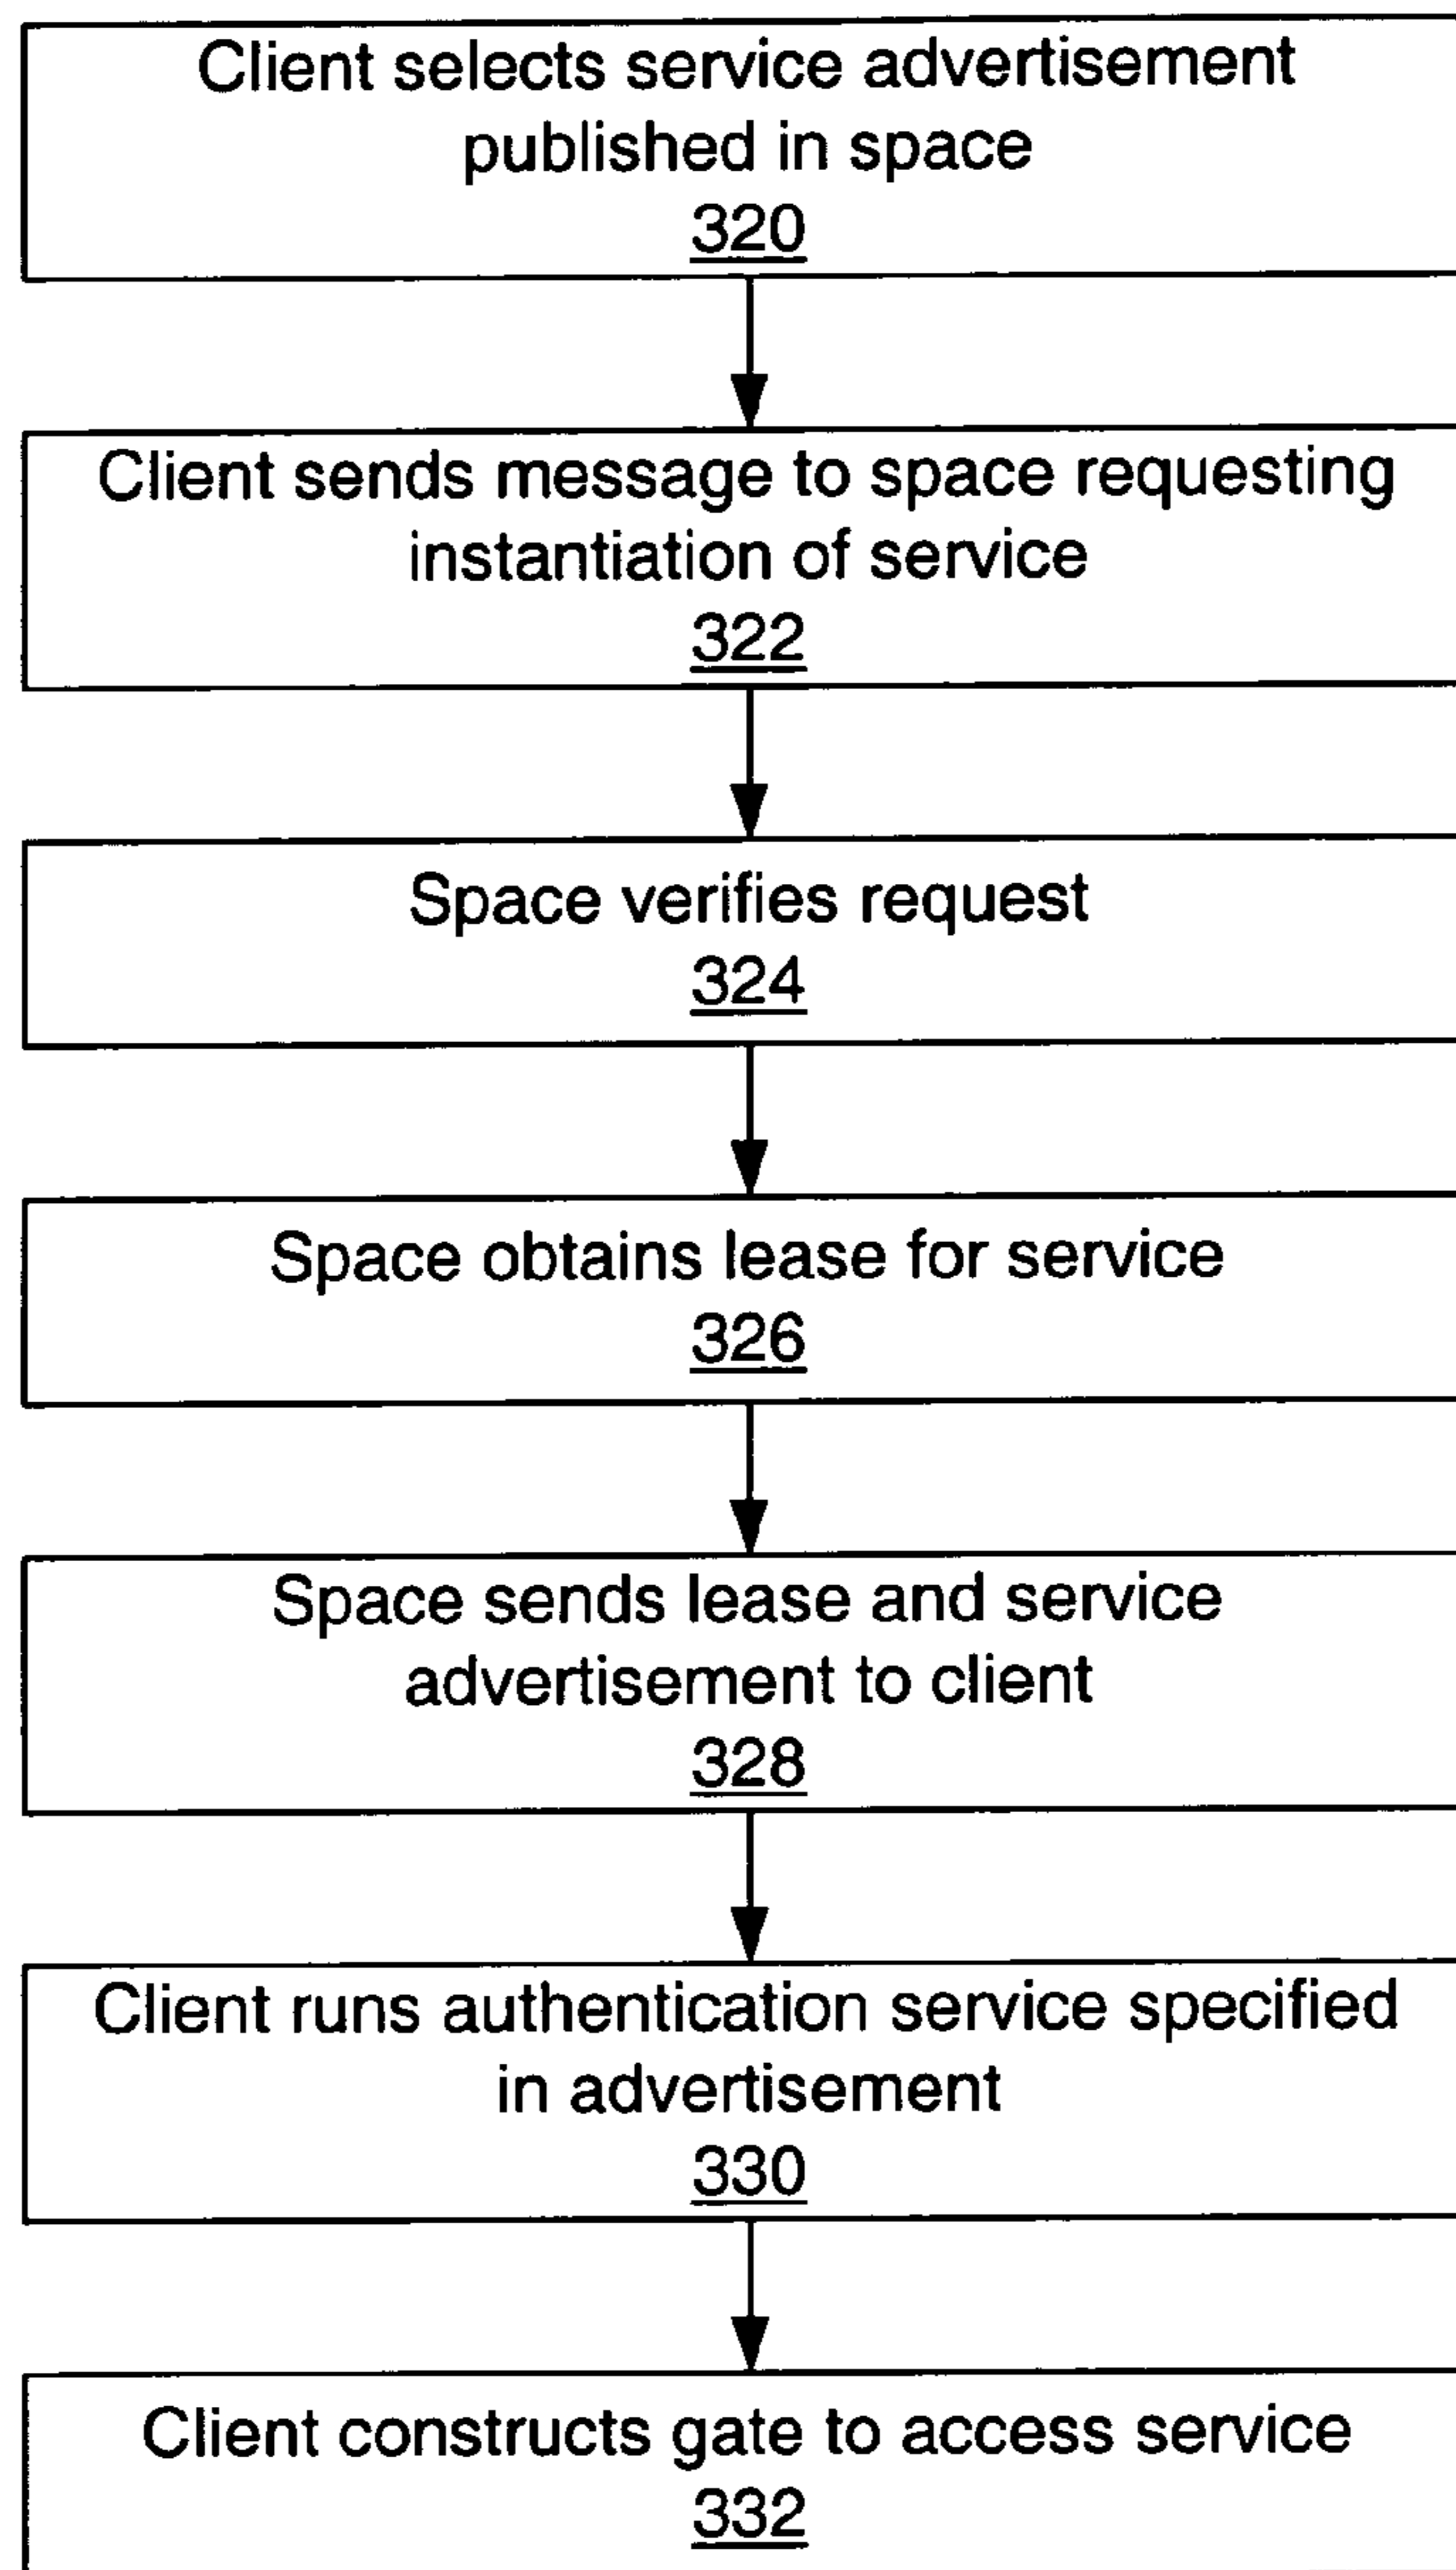 Client selects service advertisement
published in space
320
Client sends message to space requesting
instantiation of service
322
Space verifies request
324
Space obtains lease for service
326
Space sends lease and service
advertisement to client
328
Client runs authentication service specified
in advertisement
330
Client constructs gate to access service
332